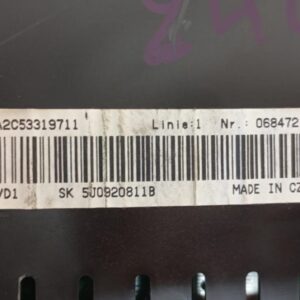 A2C53319711 Linie:1 Nr.: 068472
VD1 SK 5J0920811B MADE IN CZ